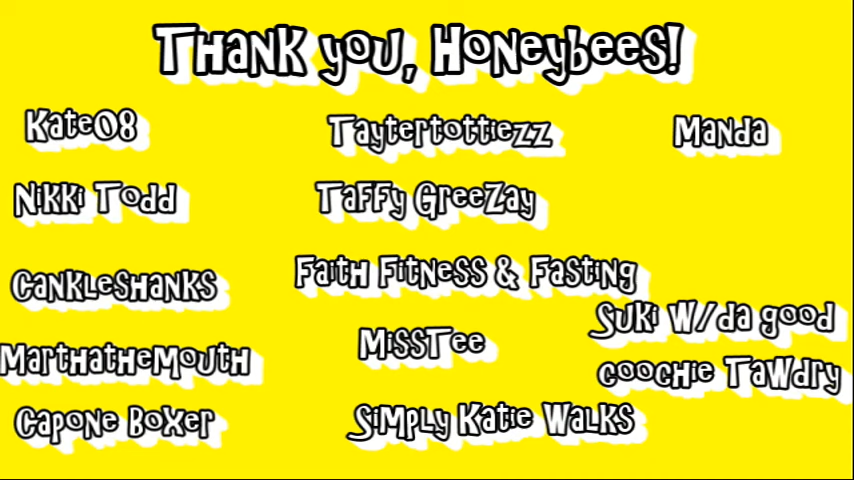 Thank you, Honeybees!
Kate08
Taytertottiezz
Manda
Nikki Todd
Taffy Greezay
Cankleshanks
Faith Fitness & Fasting
Suki w/da good
coochie Tawdry
Marthathemouth
MissTee
Capone Boxer
Simply Katie Walks